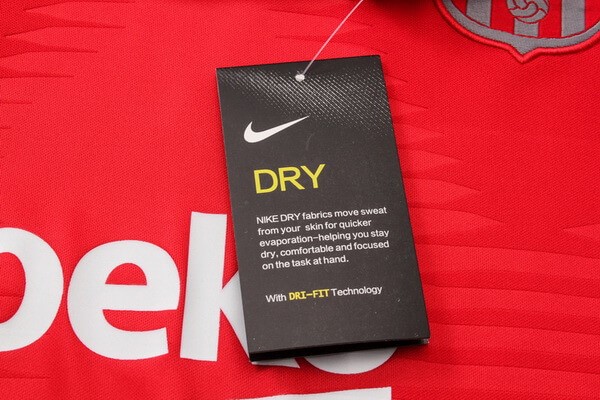 DRY
NIKE DRY fabrics move sweat
from your skin for quicker
evaporation–helping you stay
dry, comfortable and focused
on the task at hand.
With DRI–FIT Technology
beko